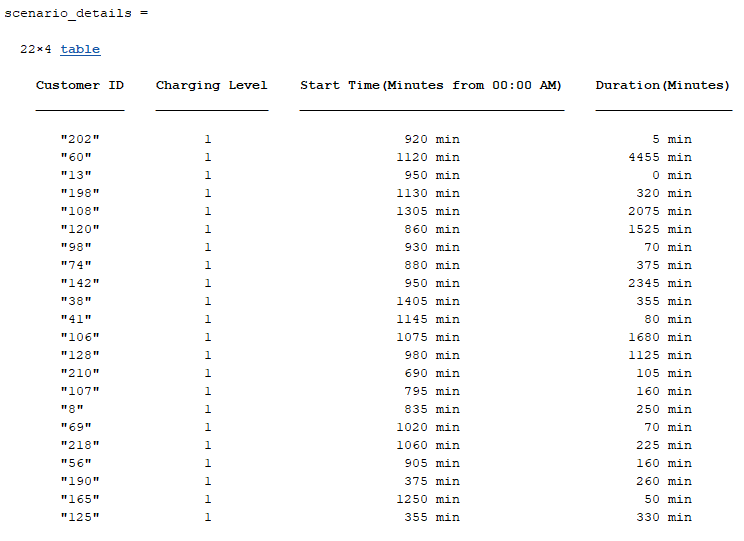 scenario_details =
22×4 table
Customer ID    Charging Level    Start Time(Minutes from 00:00 AM)    Duration(Minutes)
"202"    1    920 min    5 min
"60"    1    1120 min    4455 min
"13"    1    950 min    0 min
"198"    1    1130 min    320 min
"108"    1    1305 min    2075 min
"120"    1    860 min    1525 min
"98"    1    930 min    70 min
"74"    1    880 min    375 min
"142"    1    950 min    2345 min
"38"    1    1405 min    355 min
"41"    1    1145 min    80 min
"106"    1    1075 min    1680 min
"128"    1    980 min    1125 min
"210"    1    690 min    105 min
"107"    1    795 min    160 min
"8"    1    835 min    250 min
"69"    1    1020 min    70 min
"218"    1    1060 min    225 min
"56"    1    905 min    160 min
"190"    1    375 min    260 min
"165"    1    1250 min    50 min
"125"    1    355 min    330 min